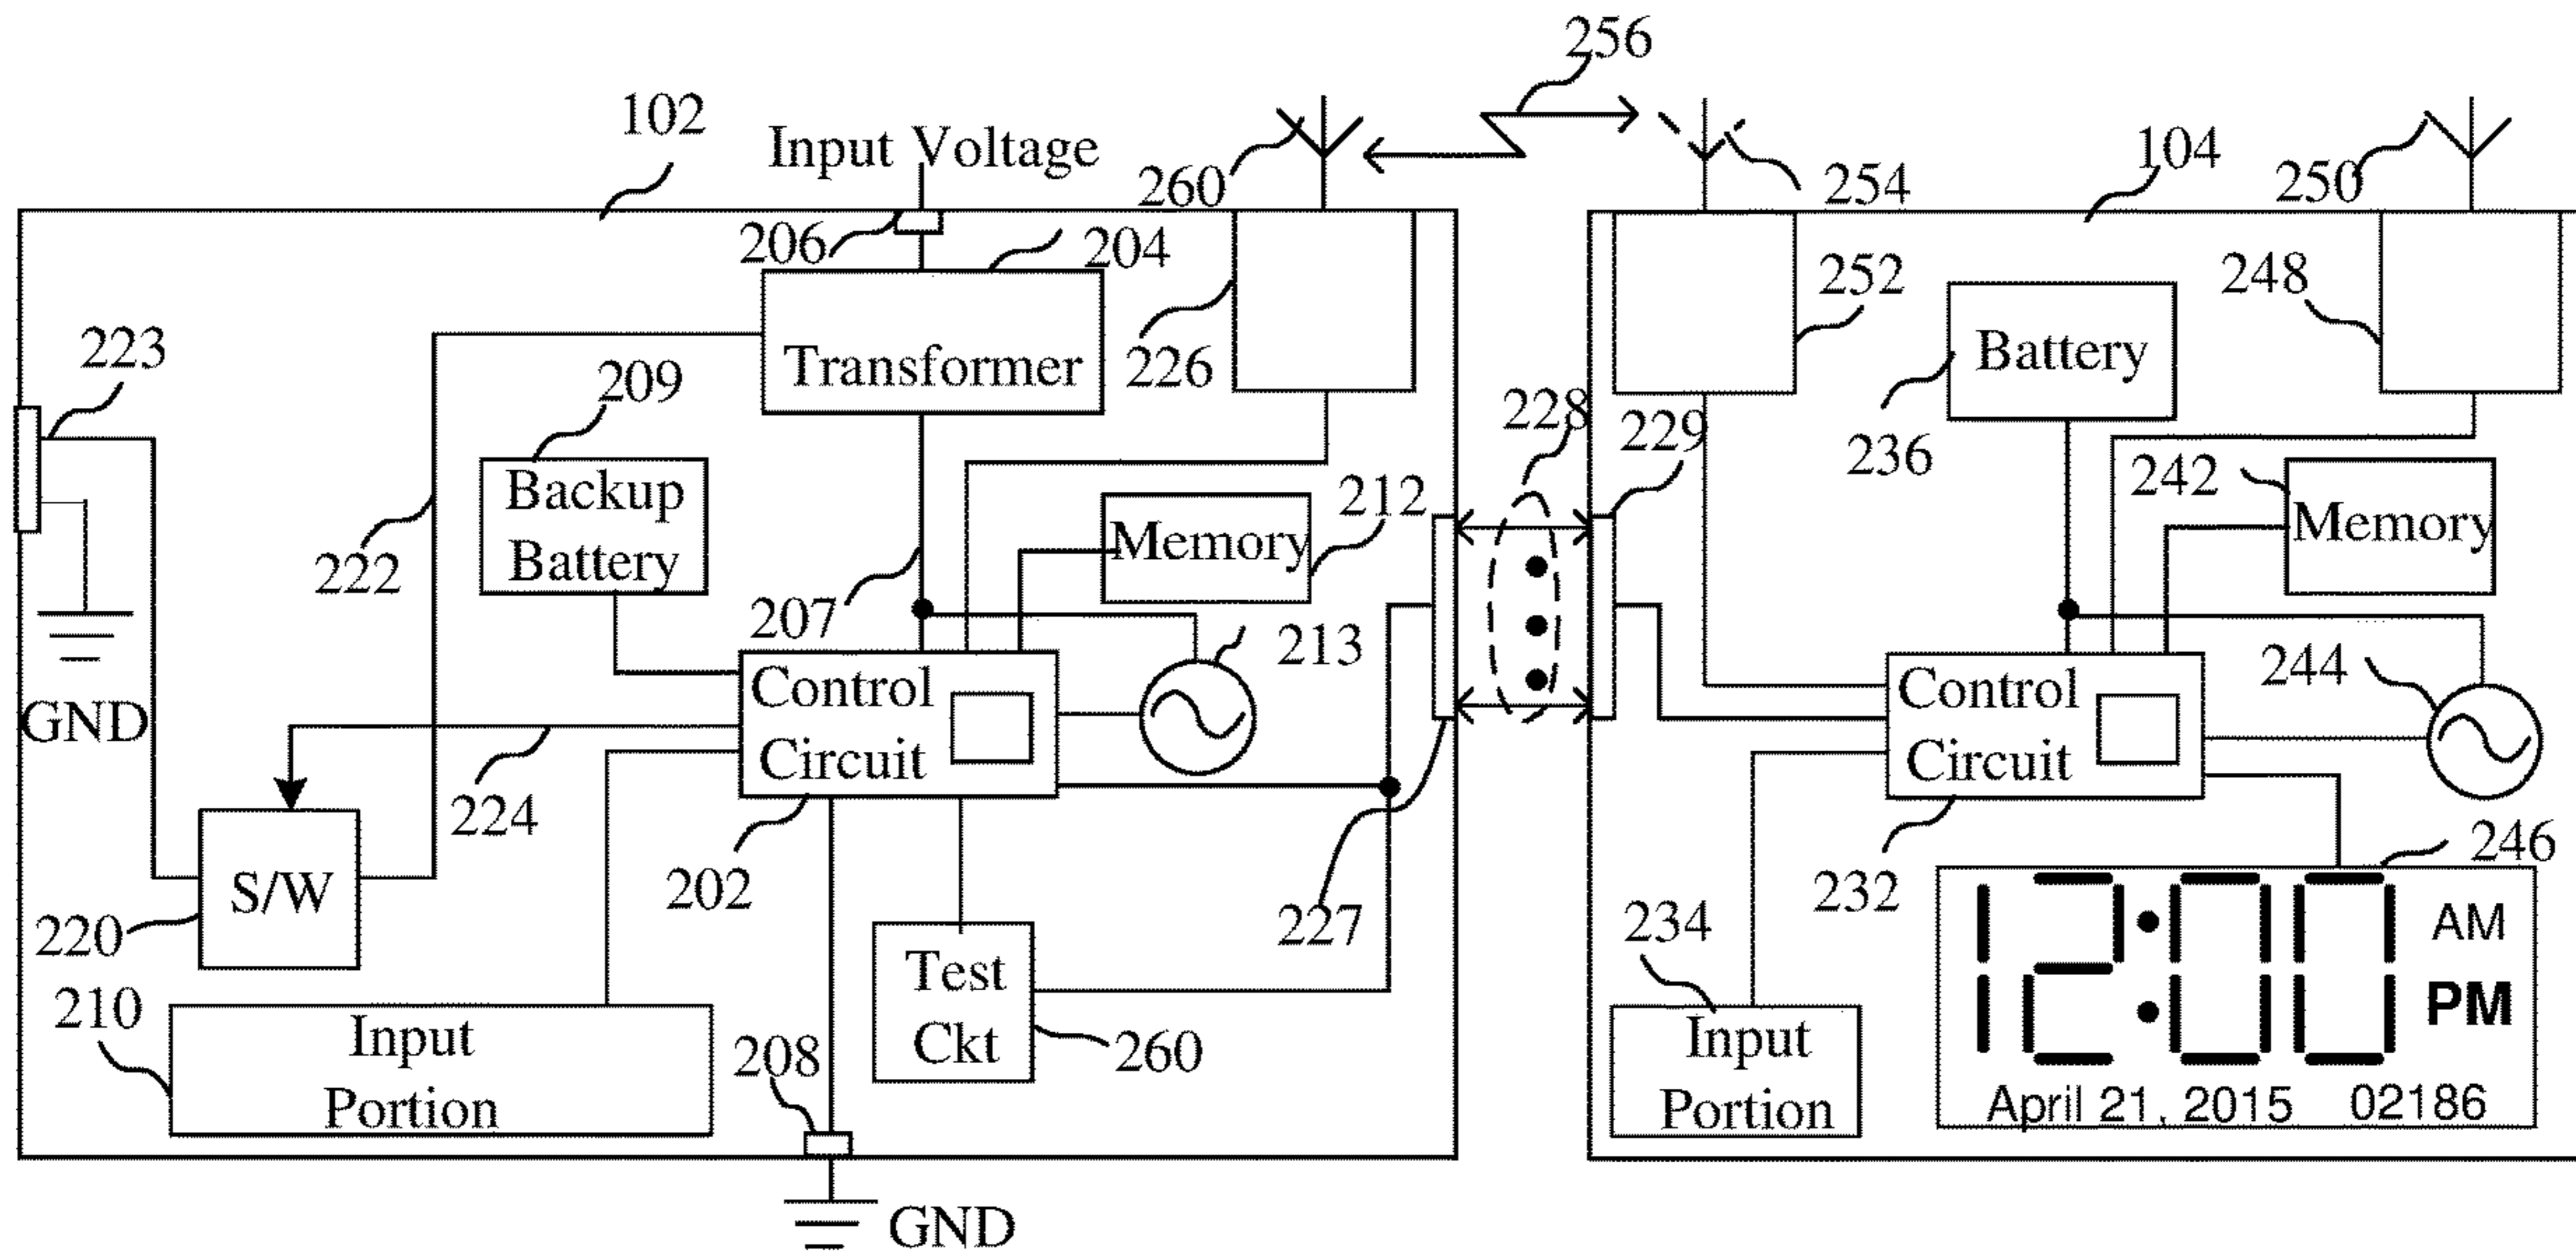 256
102
Input Voltage
260
254
104
250
206
204
252
248
223
Transformer
226
Battery
209
228
229
236
Backup
Battery
212
242
Memory
Memory
222
207
213
Control
Circuit
Control
Circuit
244
GND
224
202
S/W
220
227
232
246
234
12:00
AM
PM
Test
Ckt
210
Input
Portion
208
260
Input
Portion
April 21, 2015
02186
GND